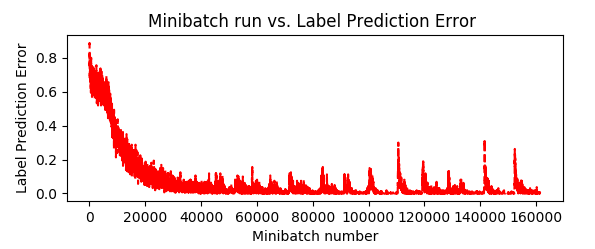 Minibatch run vs. Label Prediction Error
Label Prediction Error
0.8
0.6
0.4
0.2
0.0
0 20000 40000 60000 80000 100000 120000 140000 160000
Minibatch number